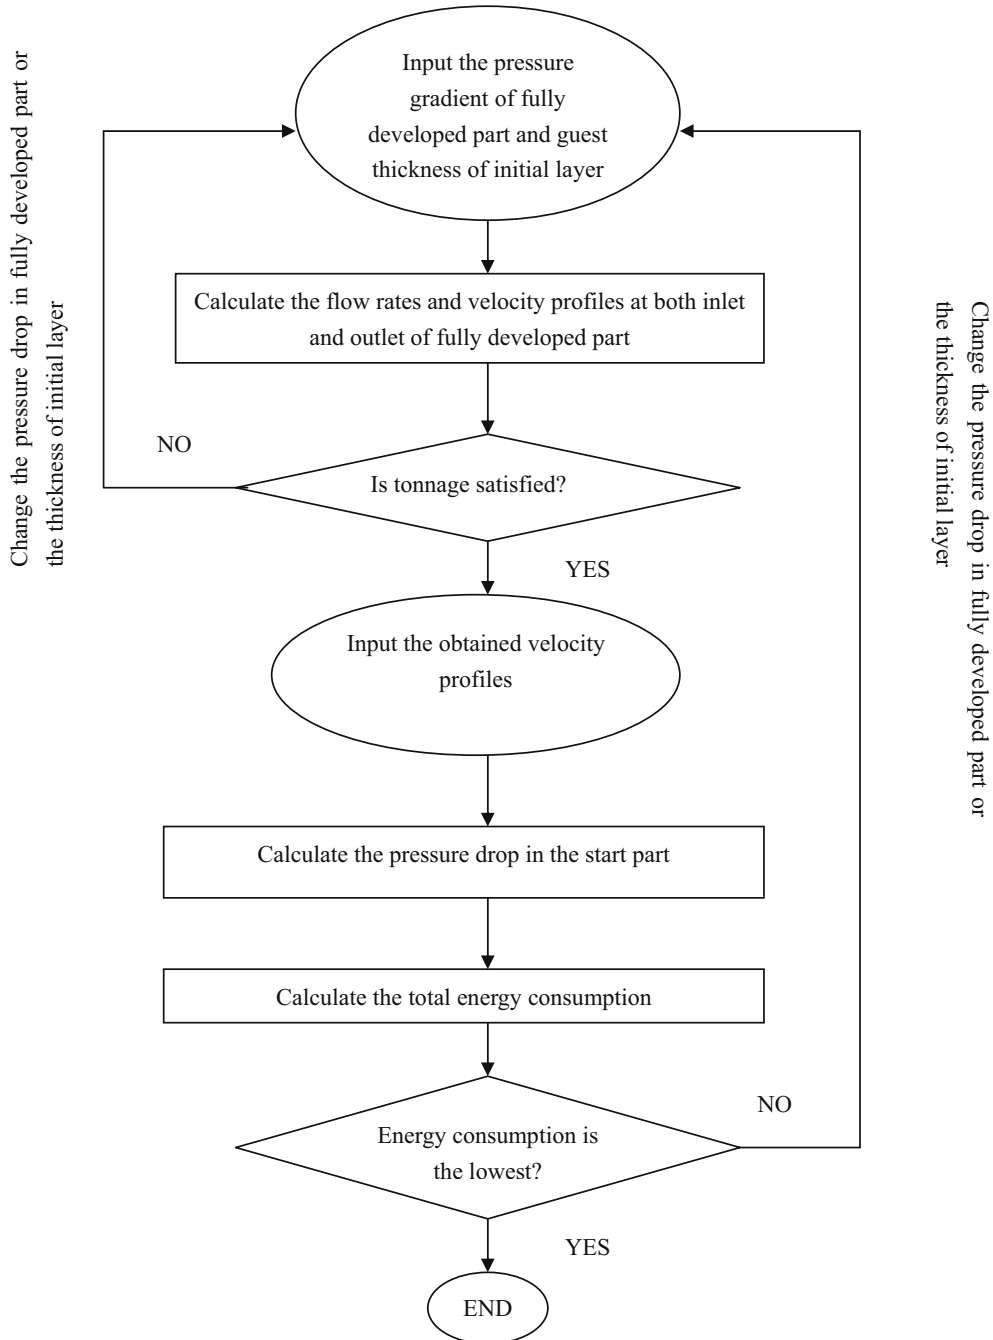 Input the pressure
gradient of fully
developed part and guest
thickness of initial layer
Change the pressure drop in fully developed part or
the thickness of initial layer
Calculate the flow rates and velocity profiles at both inlet
and outlet of fully developed part
Change the pressure drop in fully developed part or
the thickness of initial layer
NO
Is tonnage satisfied?
YES
Input the obtained velocity
profiles
Calculate the pressure drop in the start part
Calculate the total energy consumption
NO
Energy consumption is
the lowest?
YES
END